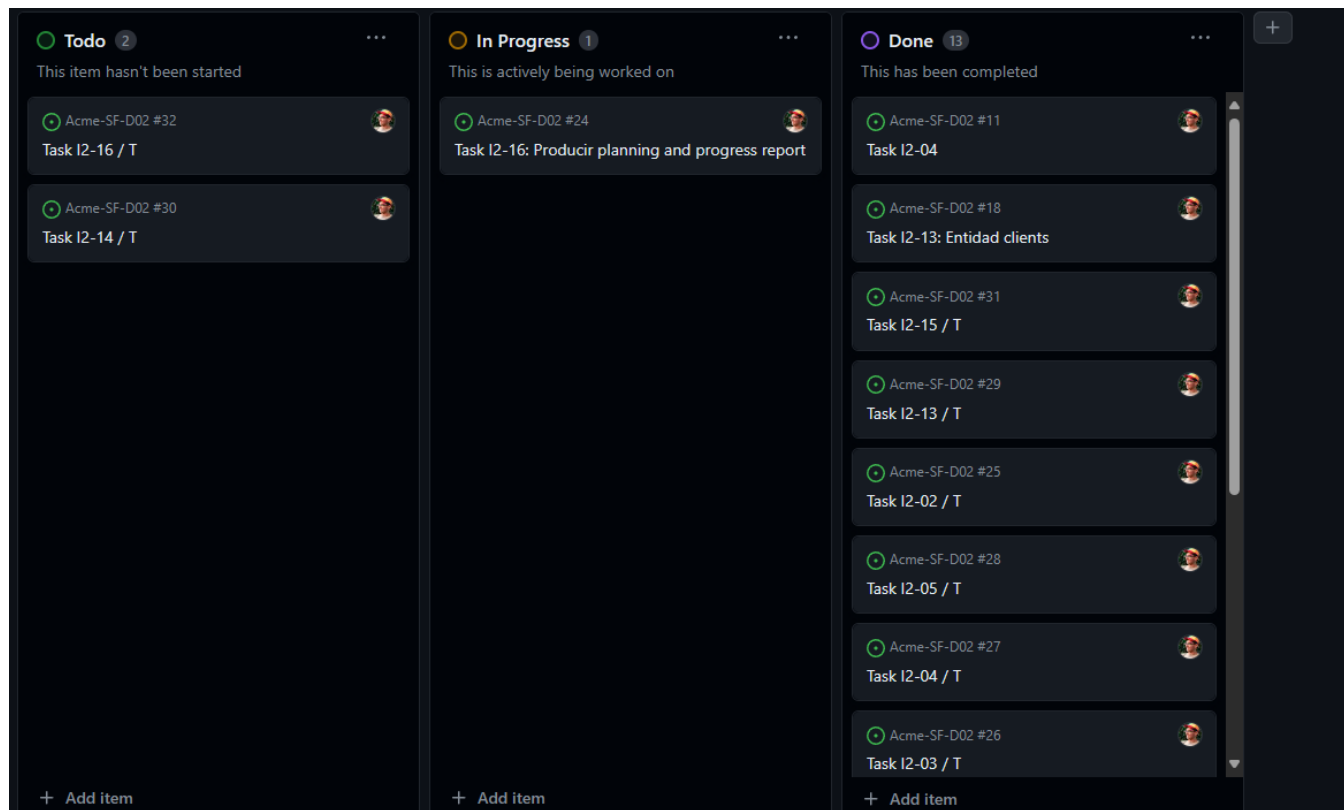 Todo 2
This item hasn't been started
Acme-SF-D02 #32
Task I2-16 / T
Acme-SF-D02 #30
Task I2-14 / T
+ Add item
In Progress 1
This is actively being worked on
Acme-SF-D02 #24
Task I2-16: Producir planning and progress report
+ Add item
Done 13
This has been completed
Acme-SF-D02 #11
Task I2-04
Acme-SF-D02 #18
Task I2-13: Entidad clients
Acme-SF-D02 #31
Task I2-15 / T
Acme-SF-D02 #29
Task I2-13 / T
Acme-SF-D02 #25
Task I2-02 / T
Acme-SF-D02 #28
Task I2-05 / T
Acme-SF-D02 #27
Task I2-04 / T
Acme-SF-D02 #26
Task I2-03 / T
+ Add item